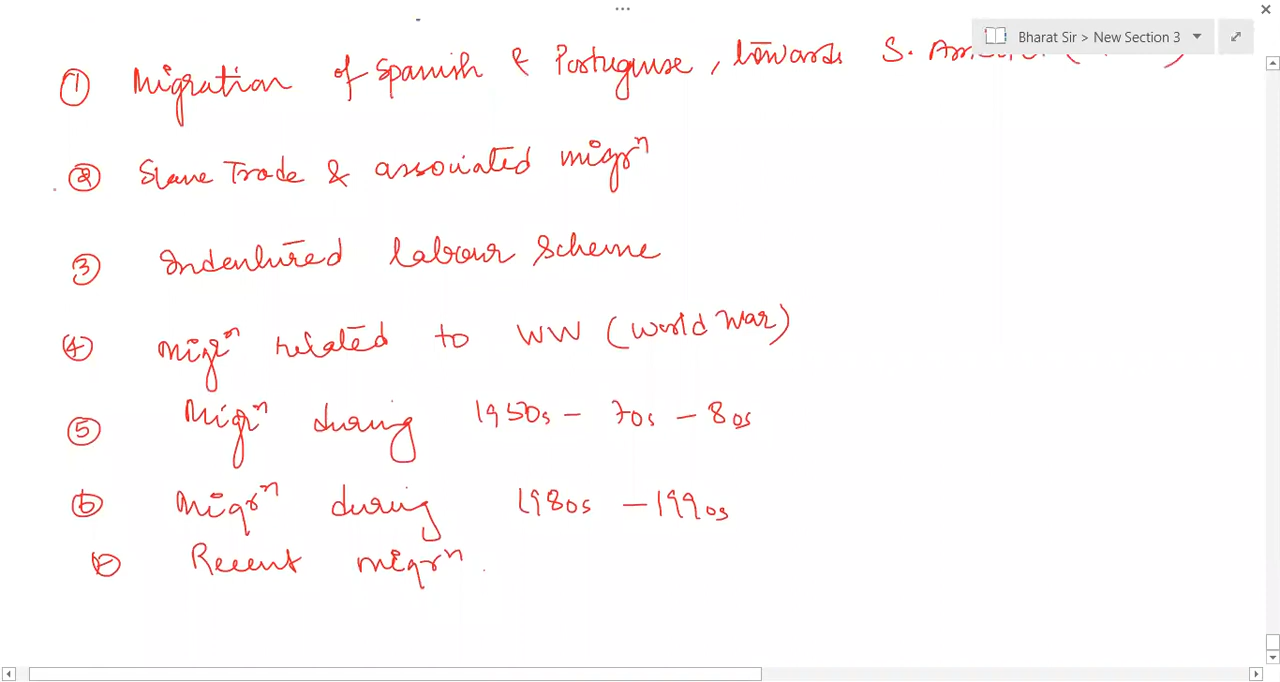 Bharat Sir > New Section 3
① Migration of Spanish & Portuguese, towards S.
② Slave Trade & associated migrⁿ
③ Indentured labour scheme
④ Migrⁿ related to WW (World War)
⑤ Migrⁿ during 1950s - 70s - 80s
⑥ Migrⁿ during 1980s - 1990s
Recent migrⁿ